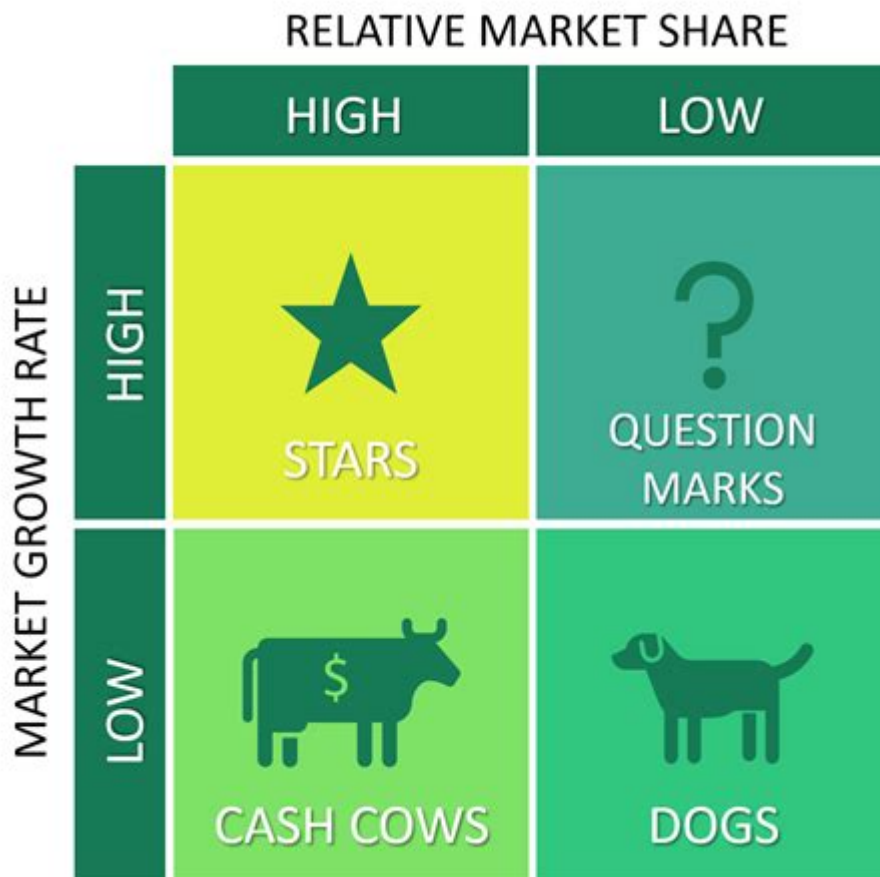 RELATIVE MARKET SHARE
HIGH
LOW
MARKET GROWTH RATE
HIGH
STARS
?
QUESTION
MARKS
LOW
$
CASH COWS
DOGS